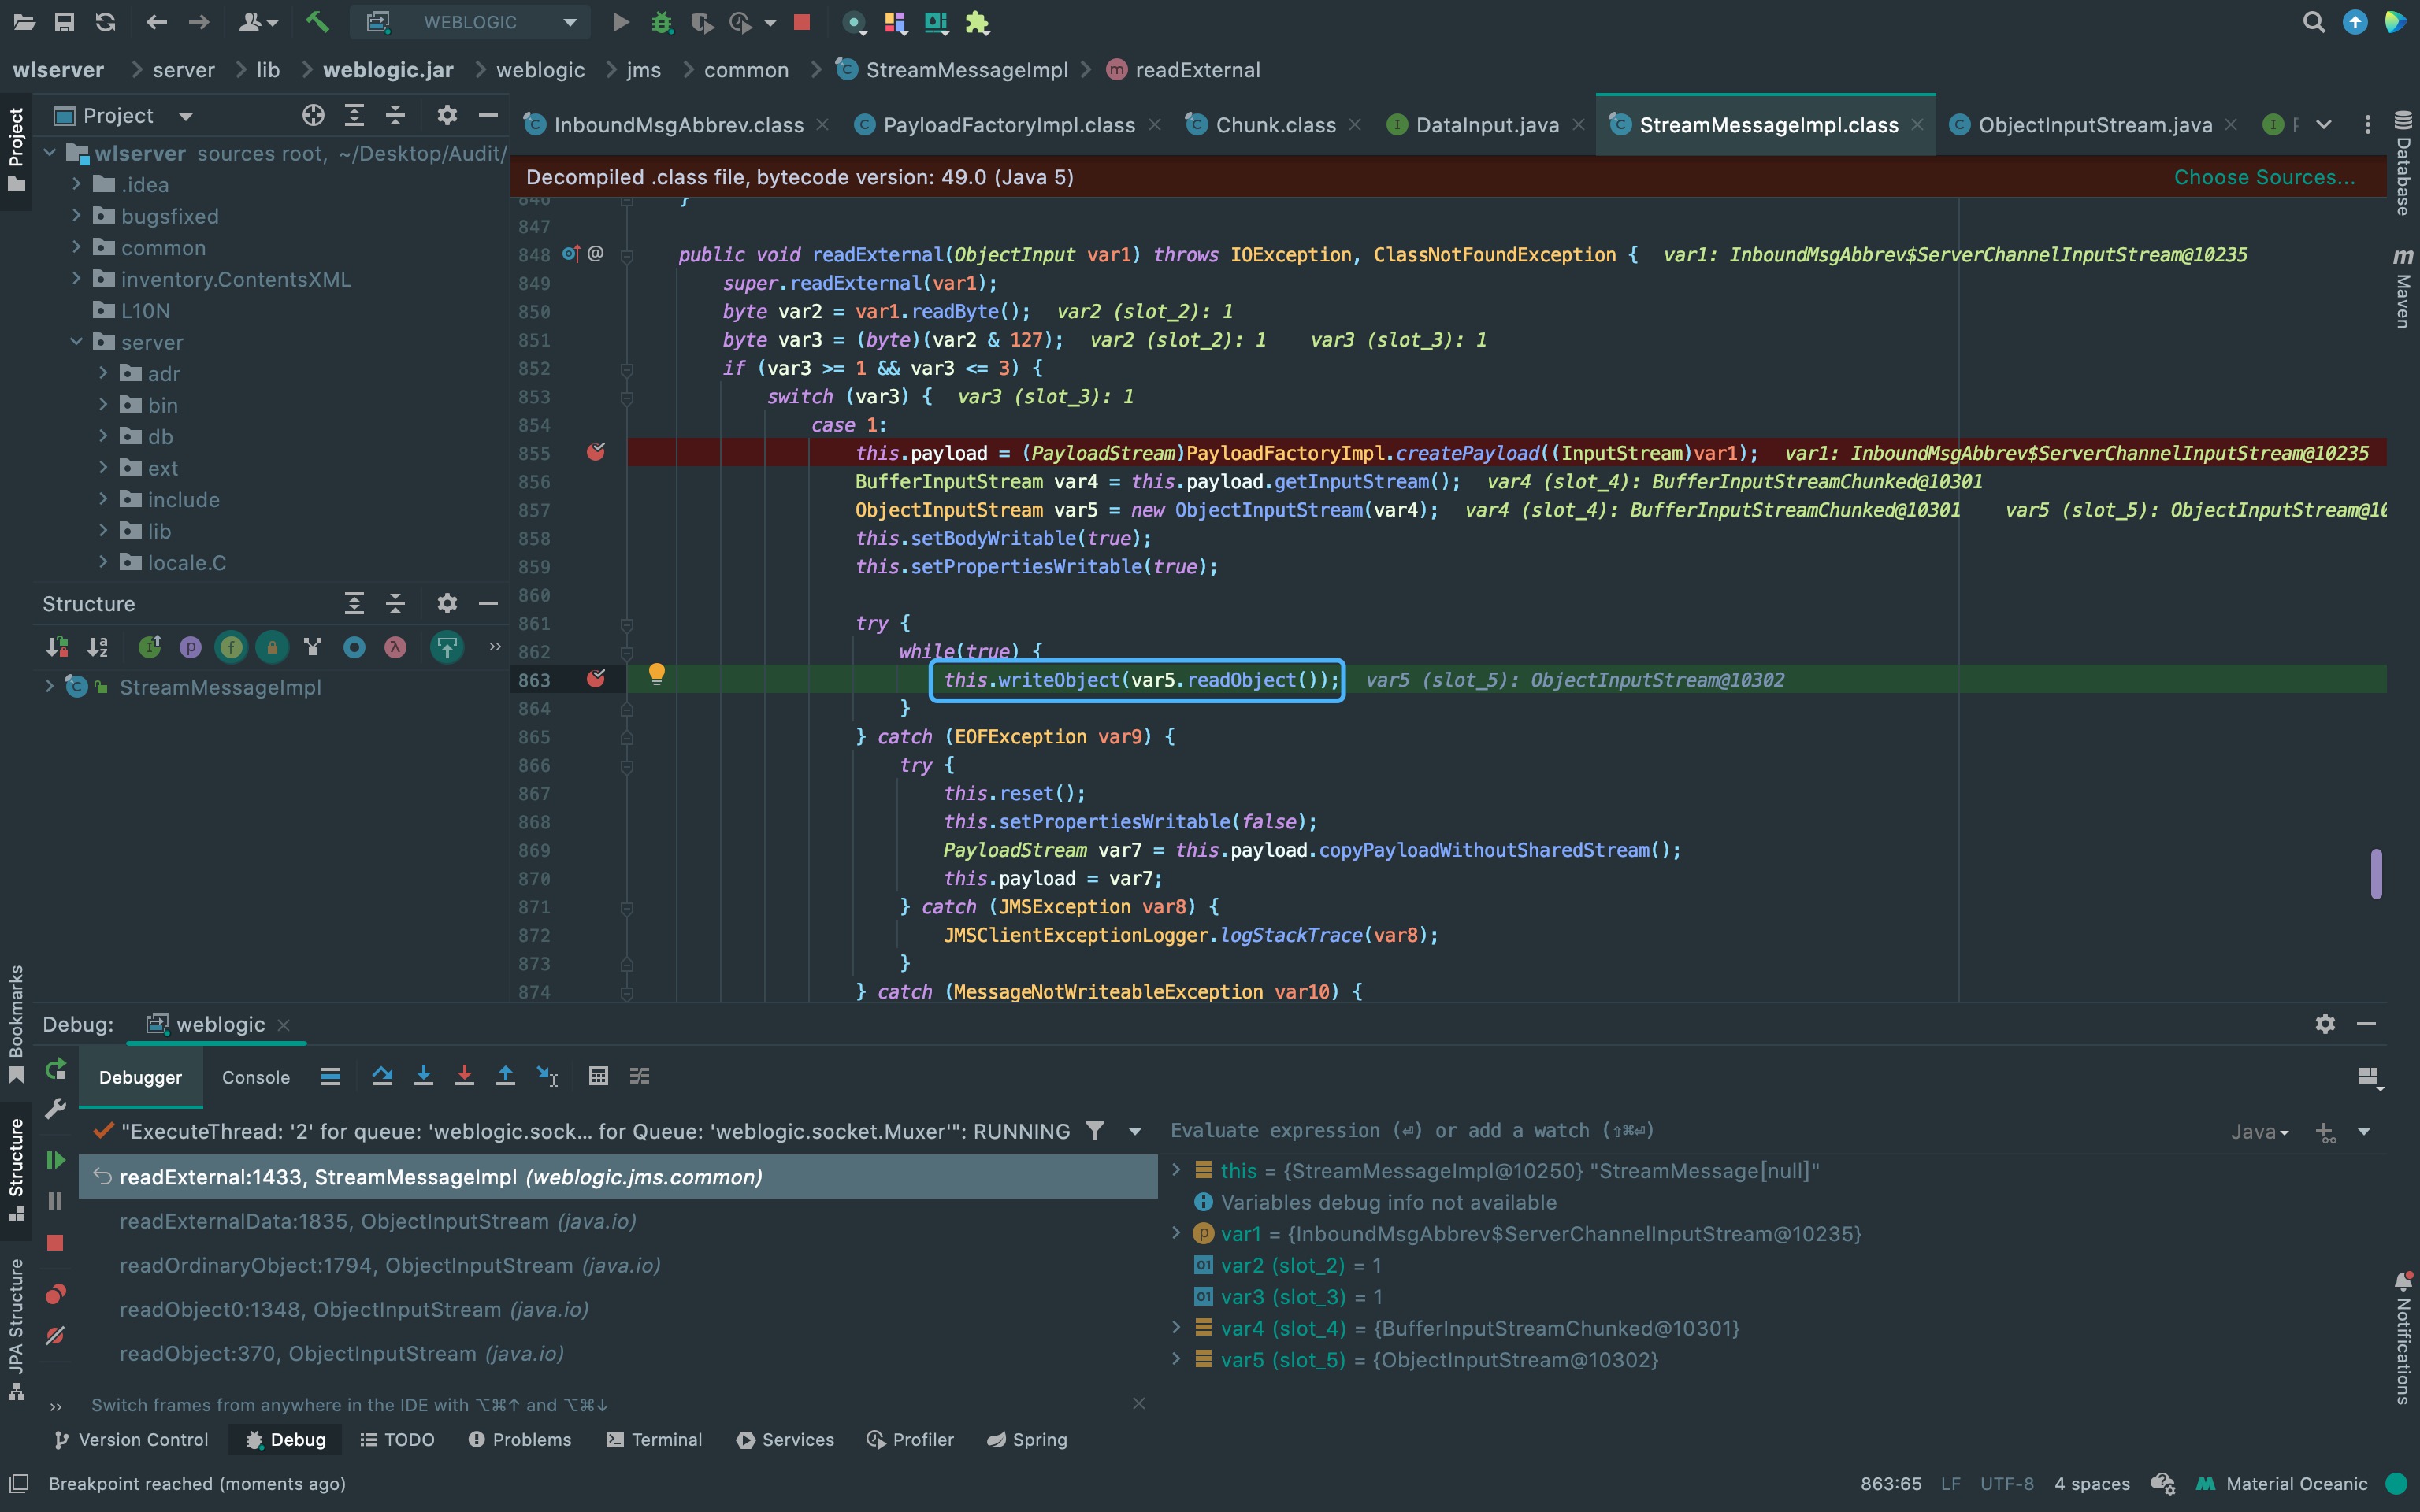 WEBLOGIC
wlserver server lib weblogic.jar weblogic jms common StreamMessageImpl readExternal
Project
InboundMsgAbbrev.class PayloadFactoryImpl.class Chunk.class DataInput.java StreamMessageImpl.class ObjectInputStream.java
Decompiled .class file, bytecode version: 49.0 (Java 5) Choose Sources...
wlserver sources root, ~/Desktop/Audit/
.idea
bugsfixed
common
inventory.ContentsXML
L10N
server
adr
bin
db
ext
include
lib
locale.C
Structure
StreamMessageImpl
846 }
847
848 public void readExternal(ObjectInput var1) throws IOException, ClassNotFoundException { var1: InboundMsgAbbrev$ServerChannelInputStream@10235
849 super.readExternal(var1);
850 byte var2 = var1.readByte(); var2 (slot_2): 1
851 byte var3 = (byte)(var2 & 127); var2 (slot_2): 1 var3 (slot_3): 1
852 if (var3 >= 1 && var3 <= 3) {
853 switch (var3) { var3 (slot_3): 1
854 case 1:
855 this.payload = (PayloadStream)PayloadFactoryImpl.createPayload((InputStream)var1); var1: InboundMsgAbbrev$ServerChannelInputStream@10235
856 BufferInputStream var4 = this.payload.getInputStream(); var4 (slot_4): BufferInputStreamChunked@10301
857 ObjectInputStream var5 = new ObjectInputStream(var4); var4 (slot_4): BufferInputStreamChunked@10301 var5 (slot_5): ObjectInputStream@10
858 this.setBodyWritable(true);
859 this.setPropertiesWritable(true);
860
861 try {
862 while(true) {
863 this.writeObject(var5.readObject()); var5 (slot_5): ObjectInputStream@10302
864 }
865 } catch (EOFException var9) {
866 try {
867 this.reset();
868 this.setPropertiesWritable(false);
869 PayloadStream var7 = this.payload.copyPayloadWithoutSharedStream();
870 this.payload = var7;
871 } catch (JMSException var8) {
872 JMSClientExceptionLogger.logStackTrace(var8);
873 }
874 } catch (MessageNotWriteableException var10) {
Project
Bookmarks
Structure
JPA Structure
Database
Maven
Notifications
Debug: weblogic
Debugger Console
"ExecuteThread: '2' for queue: 'weblogic.sock... for Queue: 'weblogic.socket.Muxer'": RUNNING
readExternal:1433, StreamMessageImpl (weblogic.jms.common)
readExternalData:1835, ObjectInputStream (java.io)
readOrdinaryObject:1794, ObjectInputStream (java.io)
readObject0:1348, ObjectInputStream (java.io)
readObject:370, ObjectInputStream (java.io)
Switch frames from anywhere in the IDE with ⌥⌘↑ and ⌥⌘↓
Evaluate expression (⏎) or add a watch (⇧⌘⏎) Java
this = {StreamMessageImpl@10250} "StreamMessage[null]"
Variables debug info not available
var1 = {InboundMsgAbbrev$ServerChannelInputStream@10235}
var2 (slot_2) = 1
var3 (slot_3) = 1
var4 (slot_4) = {BufferInputStreamChunked@10301}
var5 (slot_5) = {ObjectInputStream@10302}
Version Control Debug TODO Problems Terminal Services Profiler Spring
Breakpoint reached (moments ago) 863:65 LF UTF-8 4 spaces Material Oceanic